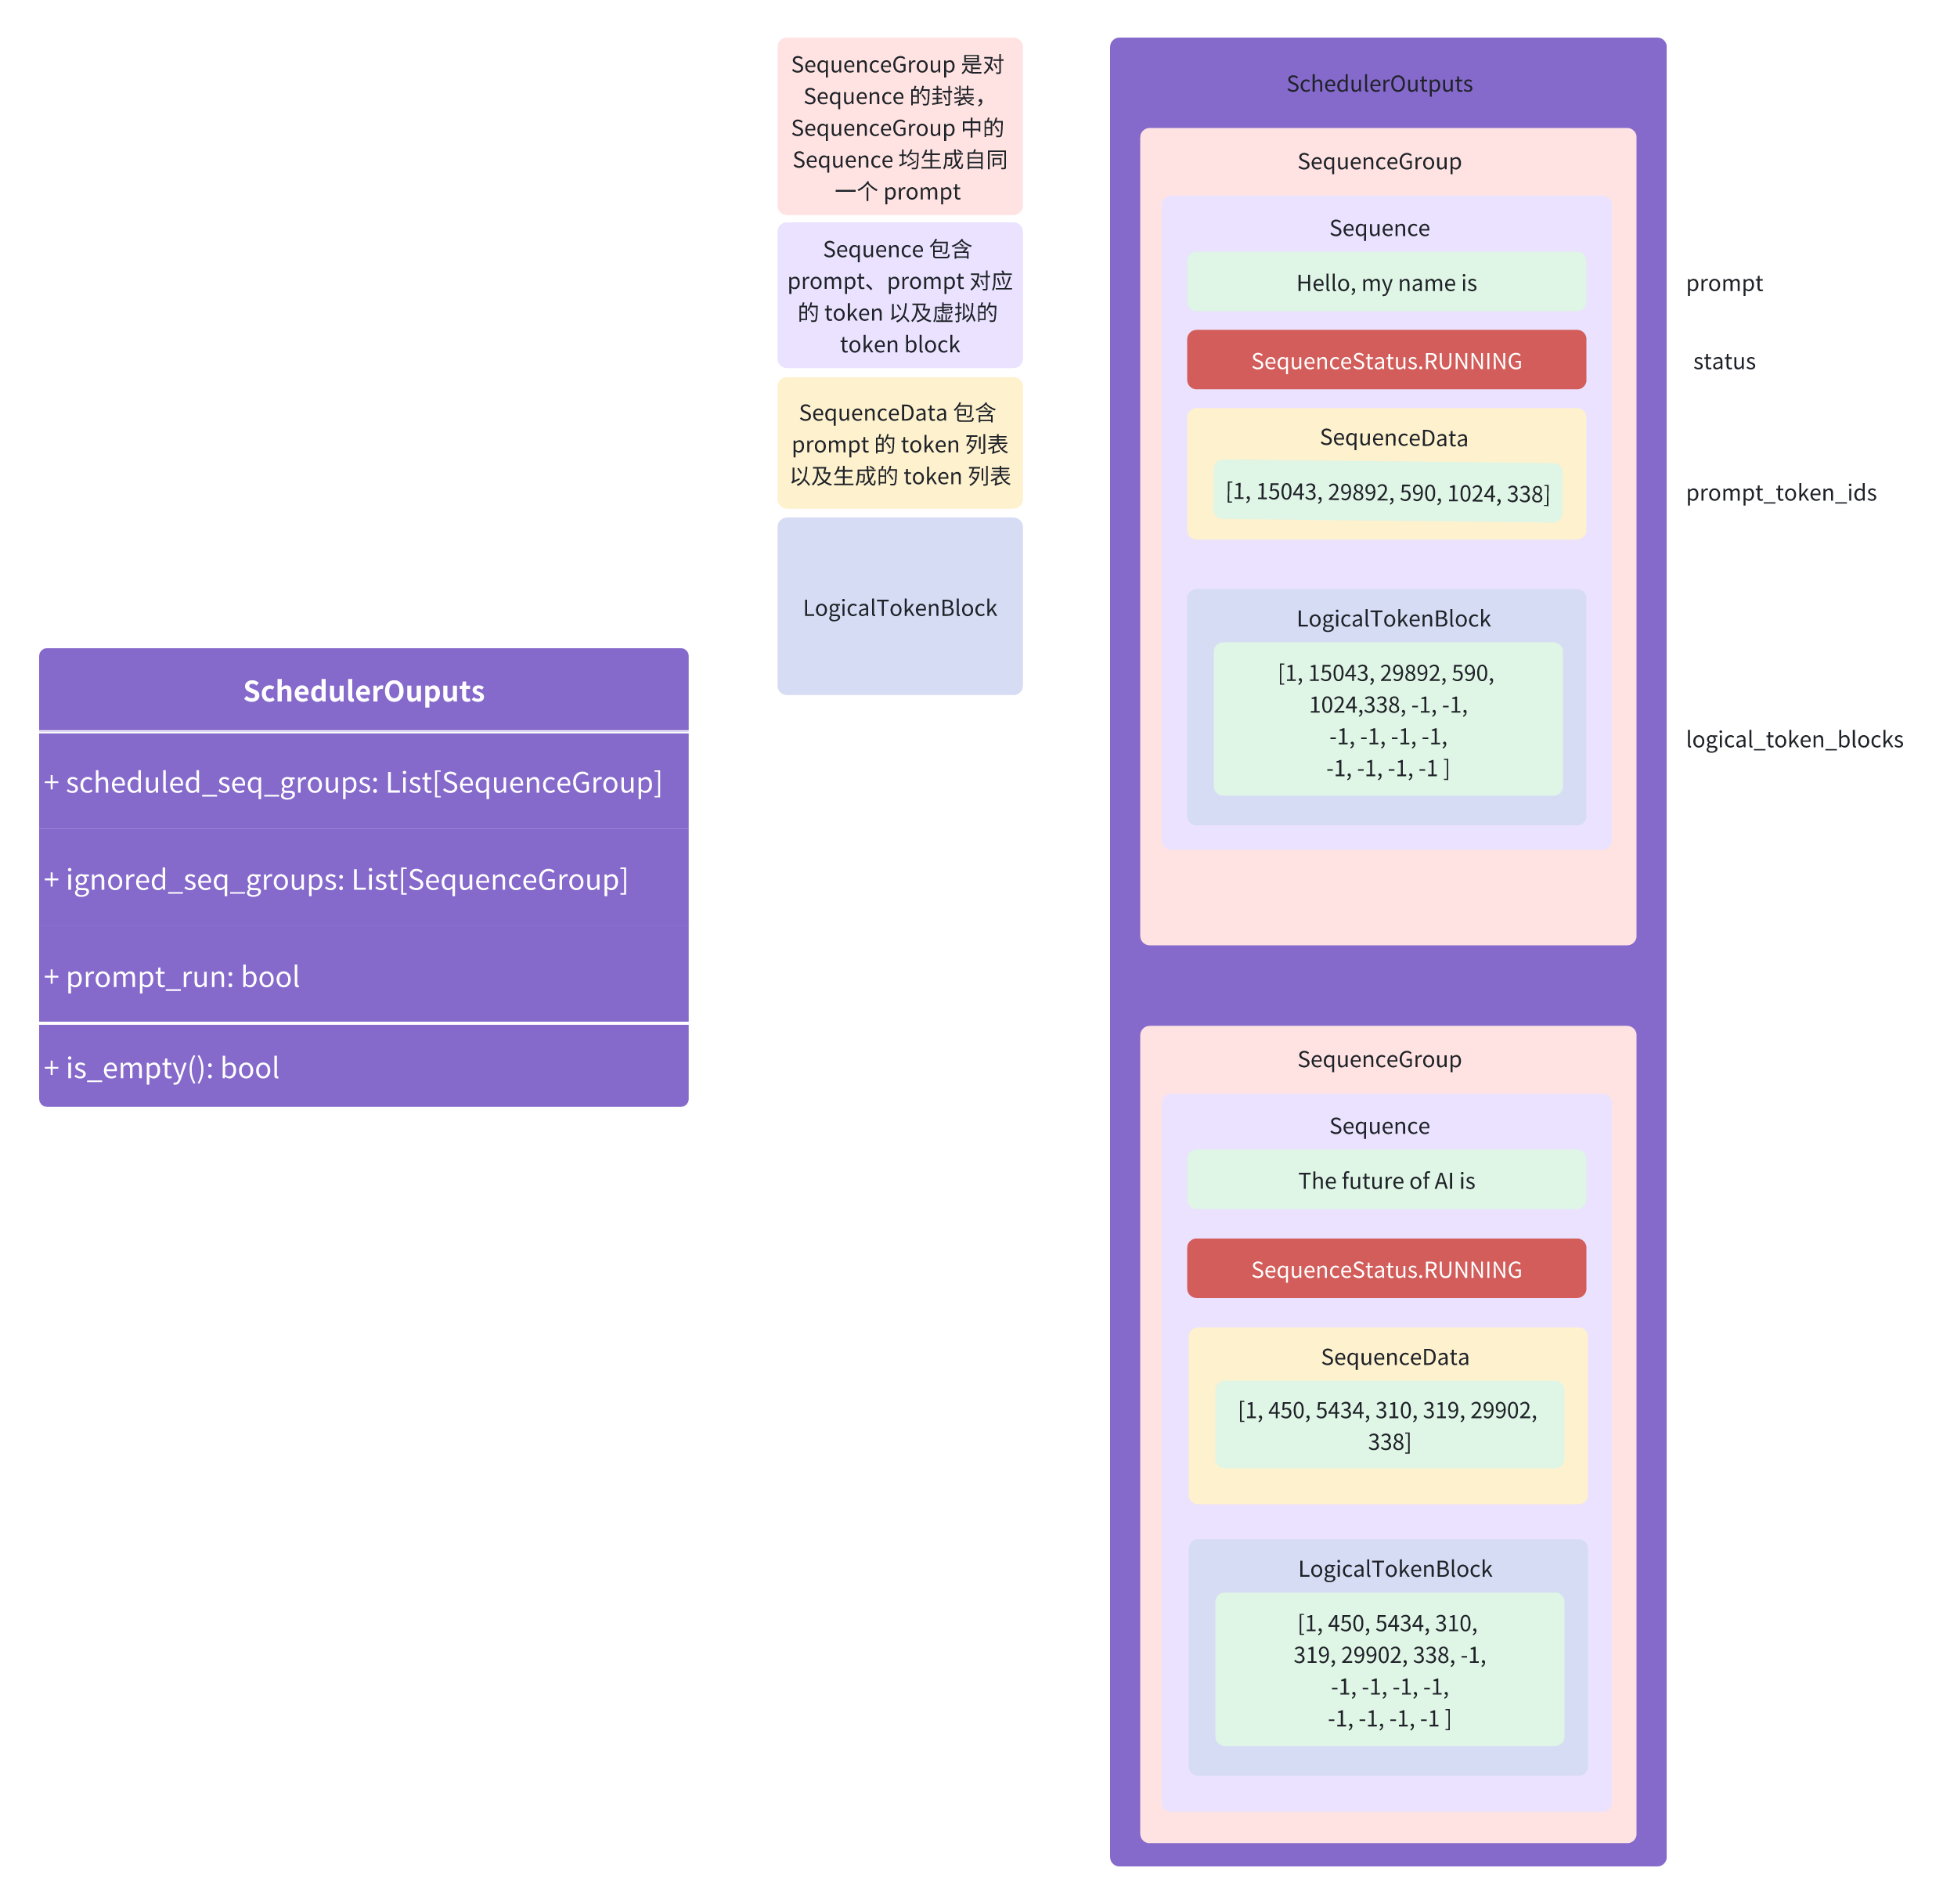 SchedulerOuputs
+ scheduled_seq_groups: List[SequenceGroup]
+ ignored_seq_groups: List[SequenceGroup]
+ prompt_run: bool
+ is_empty(): bool
SequenceGroup 是对
Sequence 的封装，
SequenceGroup 中的
Sequence 均生成自同
一个 prompt
Sequence 包含
prompt、prompt 对应
的 token 以及虚拟的
token block
SequenceData 包含
prompt 的 token 列表
以及生成的 token 列表
LogicalTokenBlock
SchedulerOutputs
SequenceGroup
Sequence
Hello, my name is
prompt
SequenceStatus.RUNNING
status
SequenceData
[1, 15043, 29892, 590, 1024, 338]
prompt_token_ids
LogicalTokenBlock
[1, 15043, 29892, 590,
1024,338, -1, -1,
-1, -1, -1, -1,
-1, -1, -1, -1 ]
logical_token_blocks
SequenceGroup
Sequence
The future of AI is
SequenceStatus.RUNNING
SequenceData
[1, 450, 5434, 310, 319, 29902,
338]
LogicalTokenBlock
[1, 450, 5434, 310,
319, 29902, 338, -1,
-1, -1, -1, -1,
-1, -1, -1, -1 ]